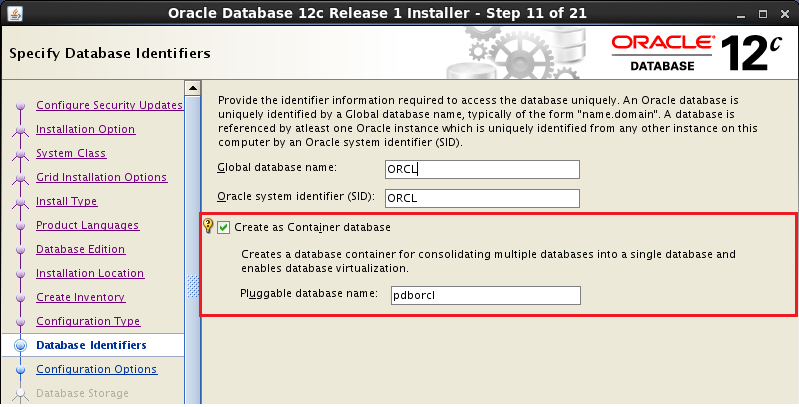 Oracle Database 12c Release 1 Installer - Step 11 of 21
Specify Database Identifiers
ORACLE
DATABASE
12c
Configure Security Updates
Installation Option
System Class
Grid Installation Options
Install Type
Product Languages
Database Edition
Installation Location
Create Inventory
Configuration Type
Database Identifiers
Configuration Options
Database Storage
Provide the identifier information required to access the database uniquely. An Oracle database is
uniquely identified by a Global database name, typically of the form "name.domain". A database is
referenced by atleast one Oracle instance which is uniquely identified from any other instance on this
computer by an Oracle system identifier (SID).
Global database name: ORCL
Oracle system identifier (SID): ORCL
Create as Container database
Creates a database container for consolidating multiple databases into a single database and
enables database virtualization.
Pluggable database name: pdborcl